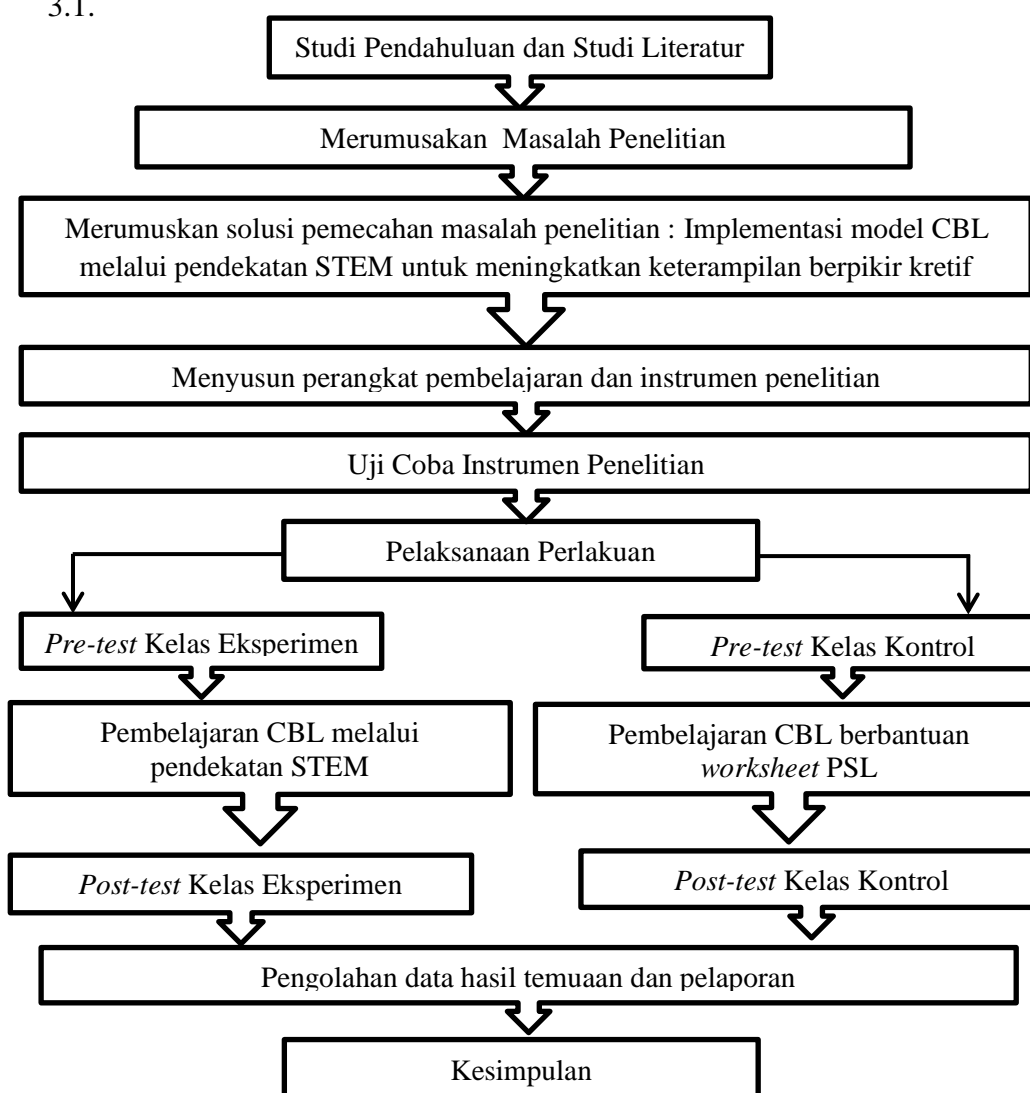 3.1.
Studi Pendahuluan dan Studi Literatur
Merumusakan Masalah Penelitian
Merumuskan solusi pemecahan masalah penelitian : Implementasi model CBL
melalui pendekatan STEM untuk meningkatkan keterampilan berpikir kretif
Menyusun perangkat pembelajaran dan instrumen penelitian
Uji Coba Instrumen Penelitian
Pelaksanaan Perlakuan
Pre-test Kelas Eksperimen
Pre-test Kelas Kontrol
Pembelajaran CBL melalui
pendekatan STEM
Pembelajaran CBL berbantuan
worksheet PSL
Post-test Kelas Eksperimen
Post-test Kelas Kontrol
Pengolahan data hasil temuaan dan pelaporan
Kesimpulan